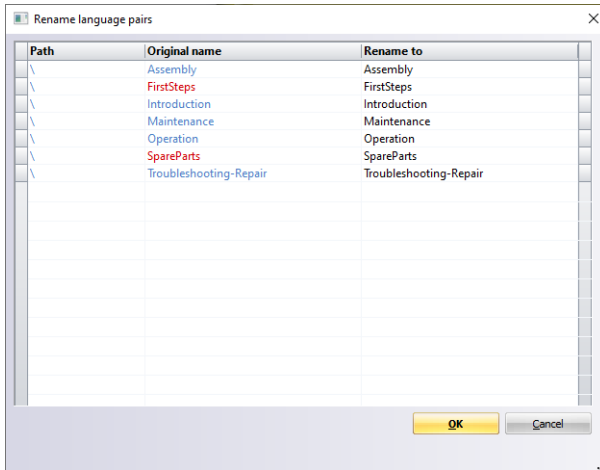 Rename language pairs
Path Original name Rename to
\ Assembly Assembly
\ FirstSteps FirstSteps
\ Introduction Introduction
\ Maintenance Maintenance
\ Operation Operation
\ SpareParts SpareParts
\ Troubleshooting-Repair Troubleshooting-Repair
OK Cancel